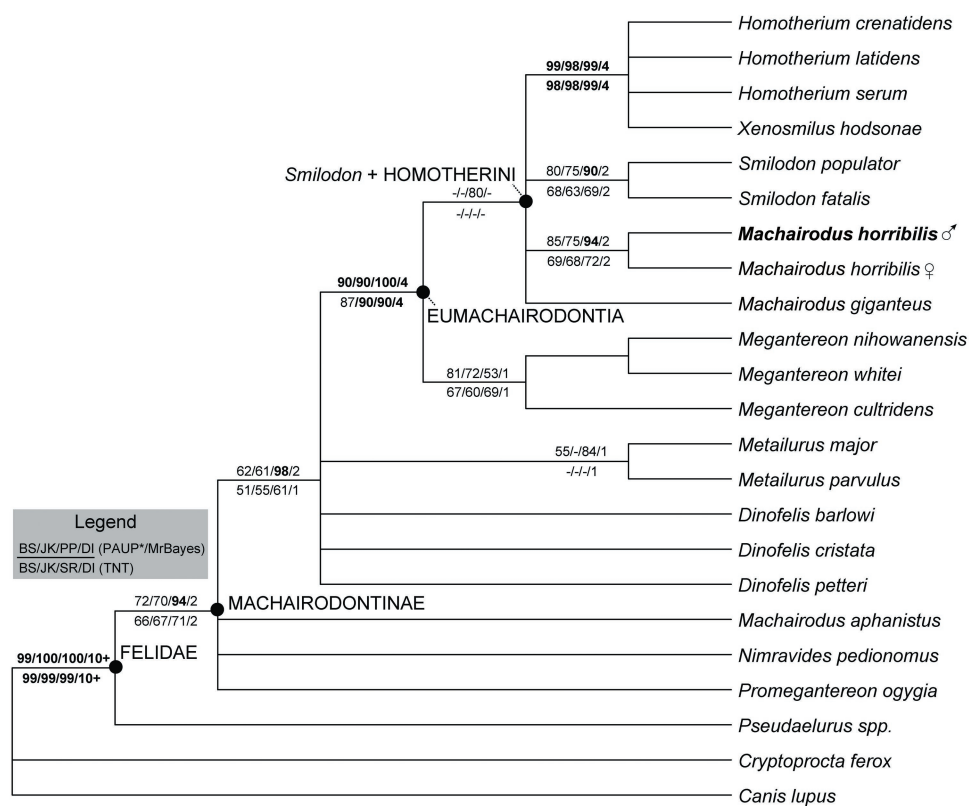 Homotherium crenatidens
99/98/99/4
98/98/99/4
Homotherium latidens
Homotherium serum
Xenosmilus hodsonae
Smilodon + HOMOTHERINI
-/-/80/-
-/-/-/-
80/75/90/2
68/63/69/2
Smilodon populator
Smilodon fatalis
85/75/94/2
69/68/72/2
Machairodus horribilis ♂
Machairodus horribilis ♀
Machairodus giganteus
90/90/100/4
87/90/90/4
EUMACHAIRODONTIA
81/72/53/1
67/60/69/1
Megantereon nihowanensis
Megantereon whitei
Megantereon cultridens
62/61/98/2
51/55/61/1
55/-/84/1
-/-/-/1
Metailurus major
Metailurus parvulus
Dinofelis barlowi
Dinofelis cristata
Dinofelis petteri
Legend
BS/JK/PP/DI (PAUP*/MrBayes)
BS/JK/SR/DI (TNT)
72/70/94/2
66/67/71/2
MACHAIRODONTINAE
Machairodus aphanistus
99/100/100/10+
99/99/99/10+
FELIDAE
Nimravides pedionomus
Promegantereon ogygia
Pseudaelurus spp.
Cryptoprocta ferox
Canis lupus